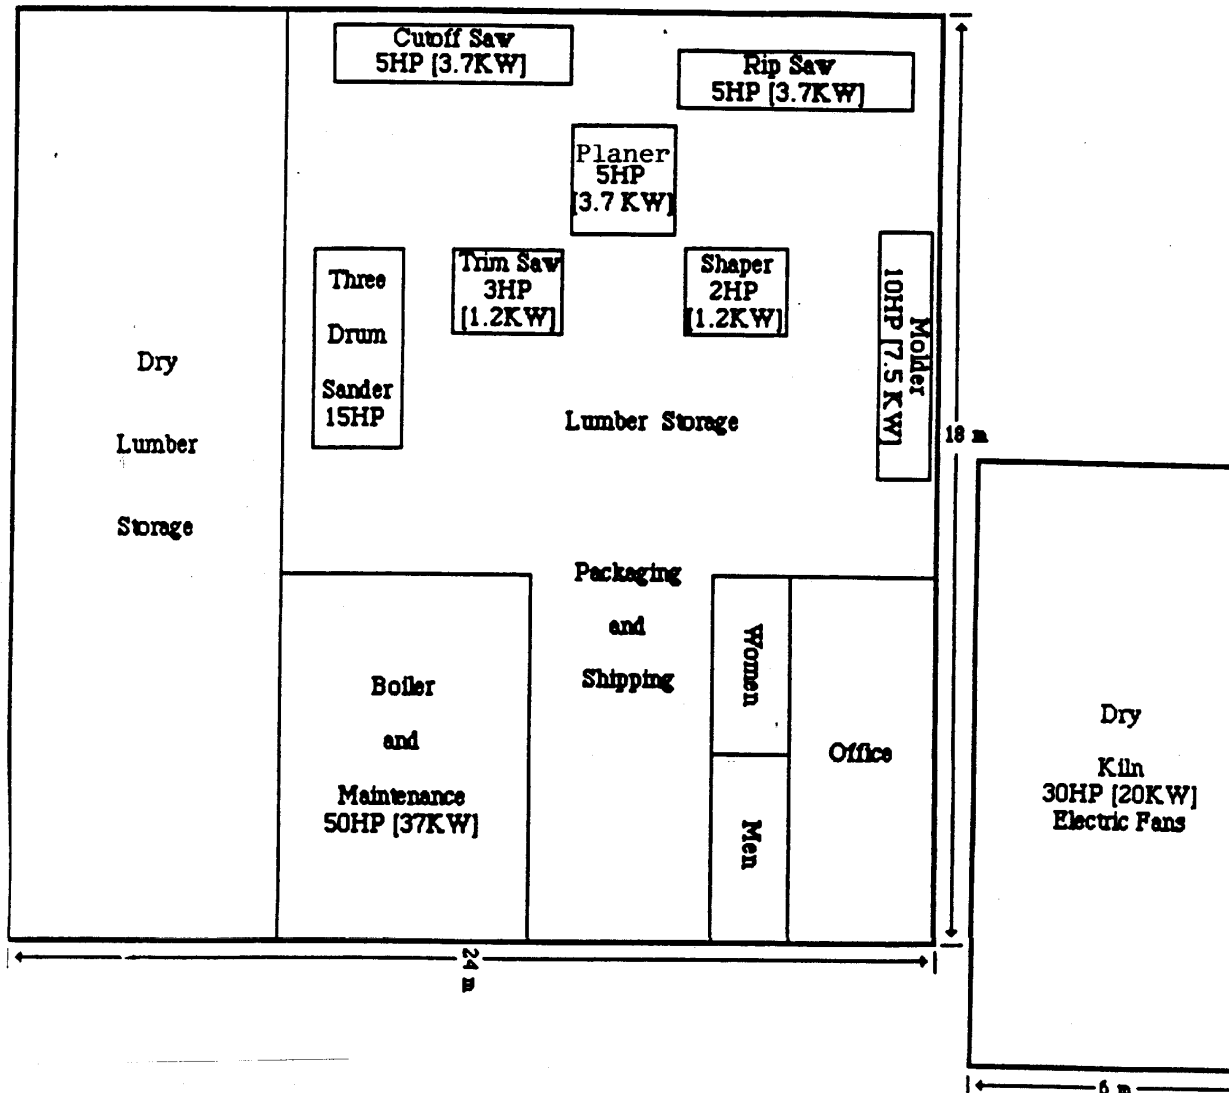 Cutoff Saw
5HP [3.7KW]
Rip Saw
5HP [3.7KW]
Planer
5HP
[3.7 KW]
Three
Drum
Sander
15HP
Trim Saw
3HP
[1.2KW]
Shaper
2HP
[1.2KW]
Molder
10HP [7.5 KW]
Dry
Lumber
Storage
Lumber Storage
18 m
Packaging
and
Shipping
Boiler
and
Maintenance
50HP [37KW]
Women
Men
Office
Dry
Kiln
30HP [20KW]
Electric Fans
24 m
6 m